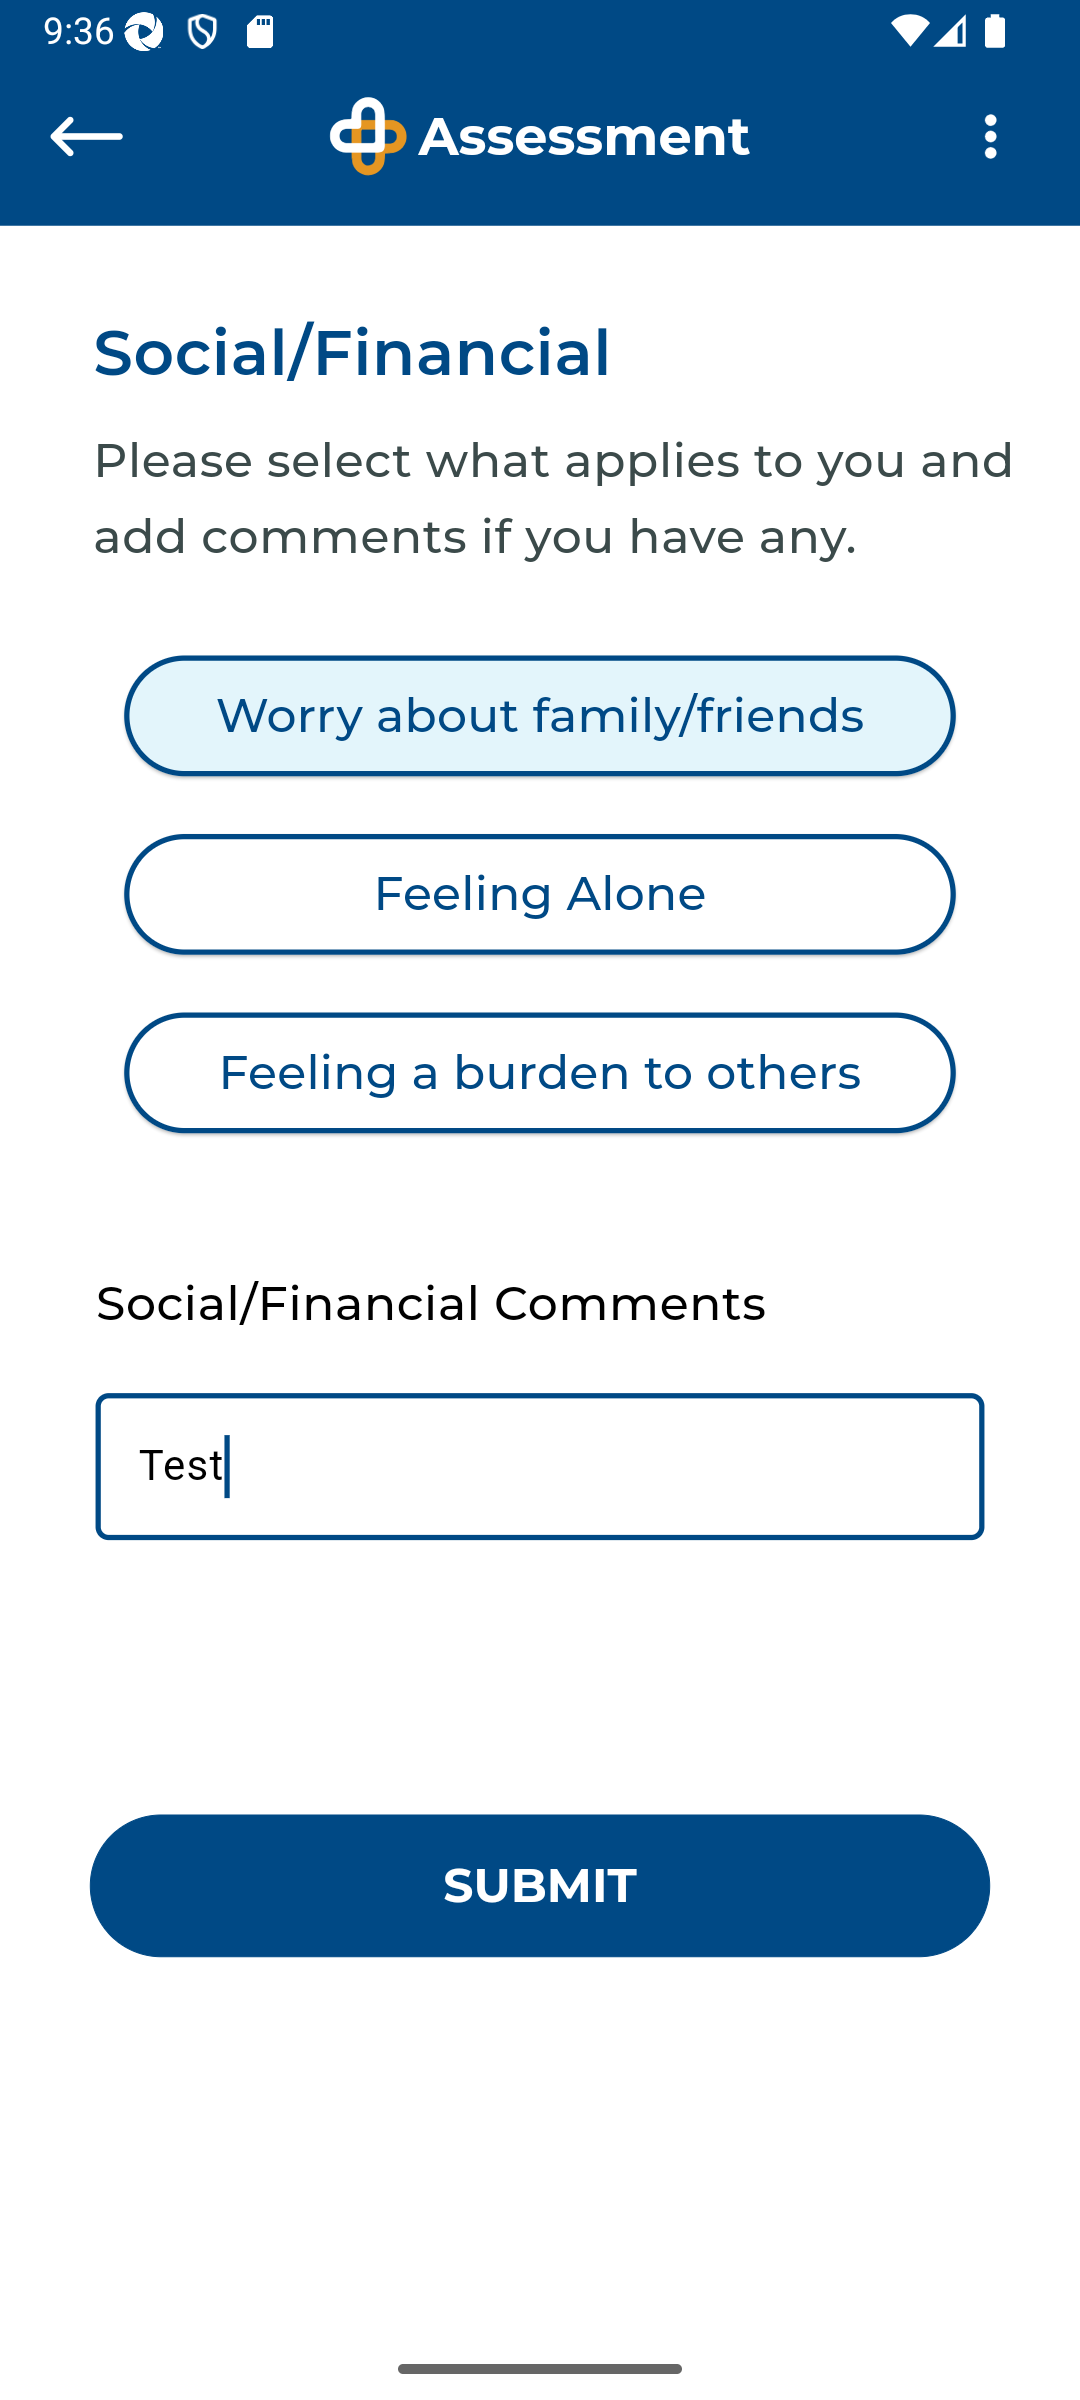 9:36
Assessment
Social/Financial
Please select what applies to you and
add comments if you have any.
Worry about family/friends
Feeling Alone
Feeling a burden to others
Social/Financial Comments
Test
SUBMIT